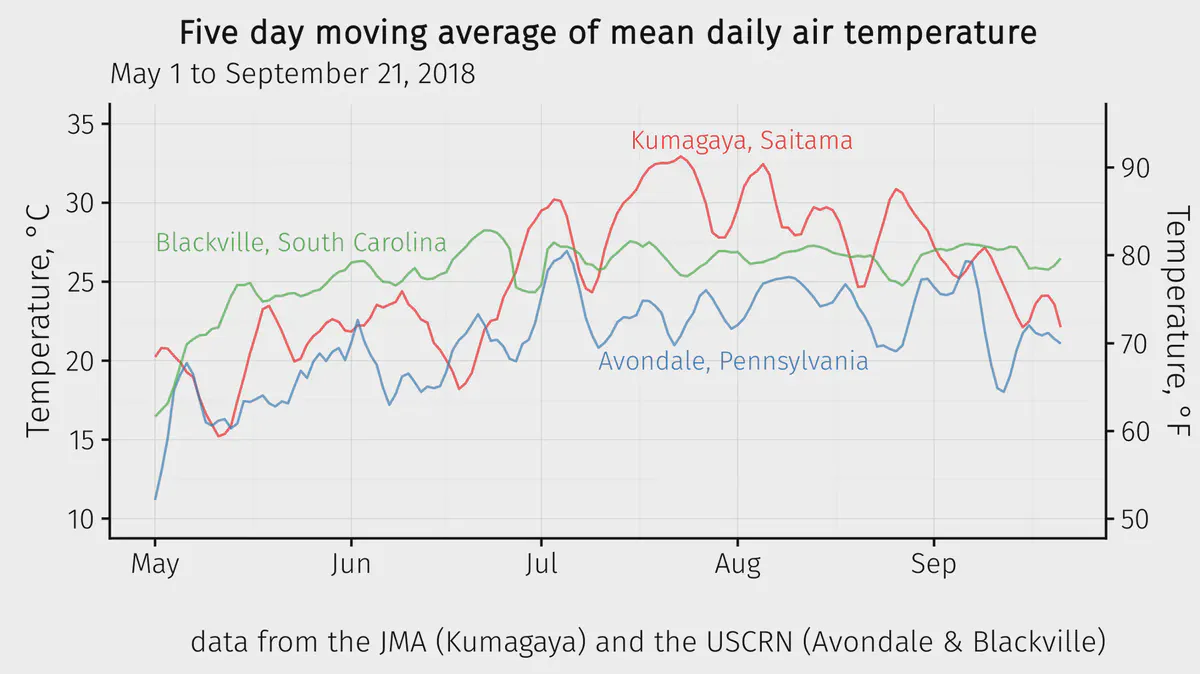 Five day moving average of mean daily air temperature
May 1 to September 21, 2018
Temperature, °C
35
30
25
20
15
10
Kumagaya, Saitama
Blackville, South Carolina
Avondale, Pennsylvania
90
80
70
60
50
Temperature, °F
May Jun Jul Aug Sep
data from the JMA (Kumagaya) and the USCRN (Avondale & Blackville)